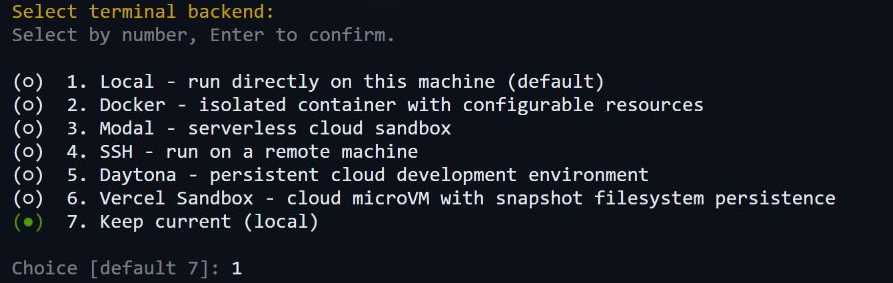 Select terminal backend:
Select by number, Enter to confirm.
(o) 1. Local - run directly on this machine (default)
(o) 2. Docker - isolated container with configurable resources
(o) 3. Modal - serverless cloud sandbox
(o) 4. SSH - run on a remote machine
(o) 5. Daytona - persistent cloud development environment
(o) 6. Vercel Sandbox - cloud microVM with snapshot filesystem persistence
(●) 7. Keep current (local)
Choice [default 7]: 1